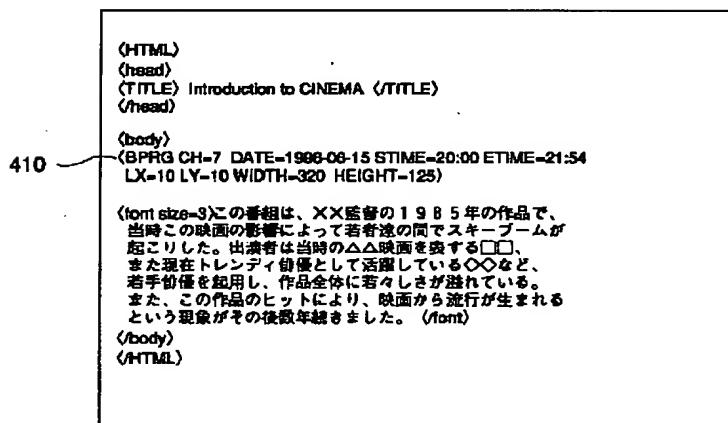 〈HTML〉
〈head〉
〈TITLE〉 Introduction to CINEMA 〈/TITLE〉
〈/head〉
〈body〉
410 〈BPRG CH=7 DATE=1996-06-15 STIME=20:00 ETIME=21:54
LX=10 LY=10 WIDTH=320 HEIGHT=125〉
〈font size=3〉この番組は、××監督の1985年の作品で、
当時この映画の影響によって若者達の間でスキーブームが
起こりした。出演者は当時の△△映画を表する□□、
また現在トレンディ俳優として活躍している◇◇など、
若手俳優を起用し、作品全体に若々しさが溢れている。
また、この作品のヒットにより、映画から流行が生まれる
という現象がその後数年続きました。〈/font〉
〈/body〉
〈/HTML〉